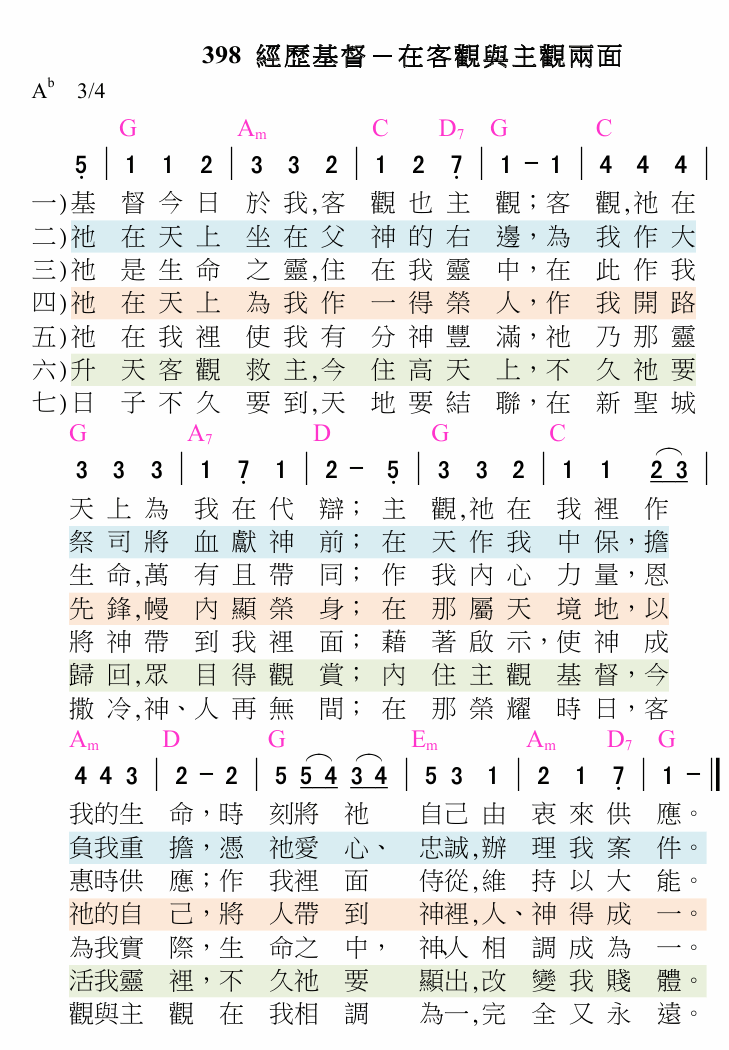 398 經歷基督－在客觀與主觀兩面
Ab 3/4
G Am C D7 G C
5̣ | 1 1 2 | 3 3 2 | 1 2 7̣ | 1 - 1 | 4 4 4 |
一)基 督 今 日 於 我,客 觀 也 主 觀；客 觀,祂 在
二)祂 在 天 上 坐 在 父 神 的 右 邊，為 我 作 大
三)祂 是 生 命 之 靈,住 在 我 靈 中，在 此 作 我
四)祂 在 天 上 為 我 作 一 得 榮 人，作 我 開 路
五)祂 在 我 裡 使 我 有 分 神 豐 滿，祂 乃 那 靈
六)升 天 客 觀 救 主,今 住 高 天 上，不 久 祂 要
七)日 子 不 久 要 到,天 地 要 結 聯，在 新 聖 城
G A7 D G C
3 3 3 | 1 7̣ 1 | 2 - 5̣ | 3 3 2 | 1 1 2 3 |
天 上 為 我 在 代 辯；主 觀,祂 在 我 裡 作
祭 司 將 血 獻 神 前；在 天 作 我 中 保，擔
生 命,萬 有 且 帶 同；作 我 內 心 力 量，恩
先 鋒,幔 內 顯 榮 身；在 那 屬 天 境 地，以
將 神 帶 到 我 裡 面；藉 著 啟 示，使 神 成
歸 回,眾 目 得 觀 賞；內 住 主 觀 基 督，今
撒 冷,神、人 再 無 間；在 那 榮 耀 時 日，客
Am D G Em Am D7 G
4 4 3 | 2 - 2 | 5 5 4 3 4 | 5 3 1 | 2 1 7̣ | 1 - ‖
我的生 命，時 刻將 祂 自己 由 衷 來 供 應。
負我重 擔，憑 祂愛 心、 忠誠,辦 理 我 案 件。
惠時供 應；作 我裡 面 侍從,維 持 以 大 能。
祂的自 己，將 人帶 到 神裡,人、神 得 成 一。
為我實 際，生 命之 中， 神、人 相 調 成 為 一。
活我靈 裡，不 久祂 要 顯出,改 變 我 賤 體。
觀與主 觀 在 我相 調 為一,完 全 又 永 遠。